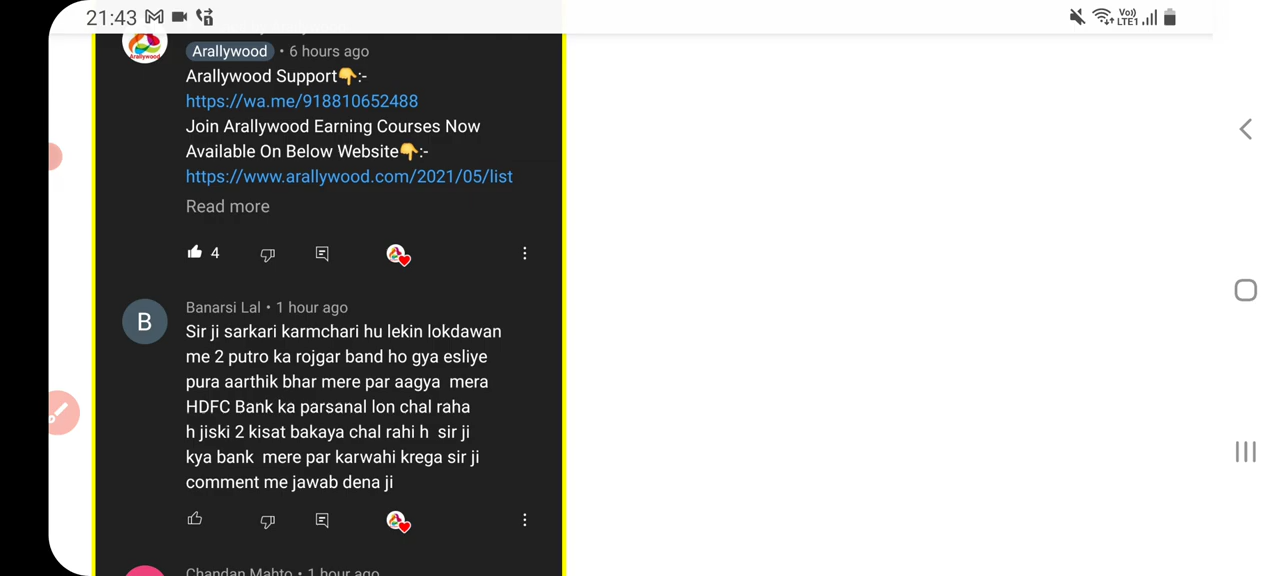 21:43
Vo)
LTE1
Arallywood
Arallywood • 6 hours ago
Arallywood Support👇:-
https://wa.me/918810652488
Join Arallywood Earning Courses Now
Available On Below Website👇:-
https://www.arallywood.com/2021/05/list
Read more
4
B
Banarsi Lal • 1 hour ago
Sir ji sarkari karmchari hu lekin lokdawan
me 2 putro ka rojgar band ho gya esliye
pura aarthik bhar mere par aagya mera
HDFC Bank ka parsanal lon chal raha
h jiski 2 kisat bakaya chal rahi h sir ji
kya bank mere par karwahi krega sir ji
comment me jawab dena ji
Chandan Mahto • 1 hour ago